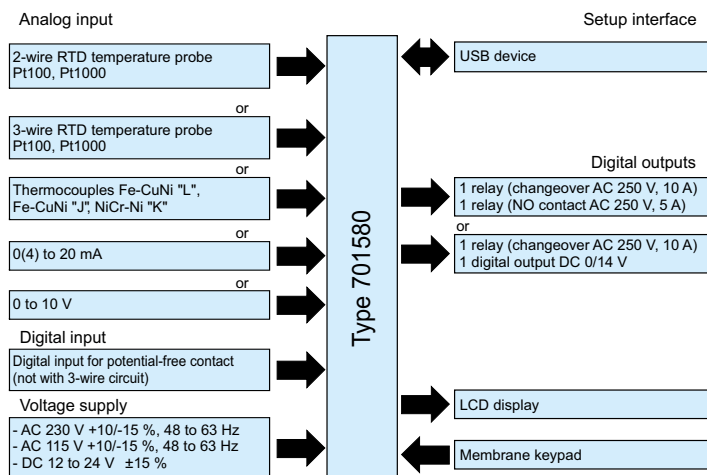 Analog input
2-wire RTD temperature probe
Pt100, Pt1000
or
3-wire RTD temperature probe
Pt100, Pt1000
or
Thermocouples Fe-CuNi "L",
Fe-CuNi "J", NiCr-Ni "K"
or
0(4) to 20 mA
or
0 to 10 V
Digital input
Digital input for potential-free contact
(not with 3-wire circuit)
Voltage supply
- AC 230 V +10/-15 %, 48 to 63 Hz
- AC 115 V +10/-15 %, 48 to 63 Hz
- DC 12 to 24 V ±15 %
Type 701580
Setup interface
USB device
Digital outputs
1 relay (changeover AC 250 V, 10 A)
1 relay (NO contact AC 250 V, 5 A)
or
1 relay (changeover AC 250 V, 10 A)
1 digital output DC 0/14 V
LCD display
Membrane keypad